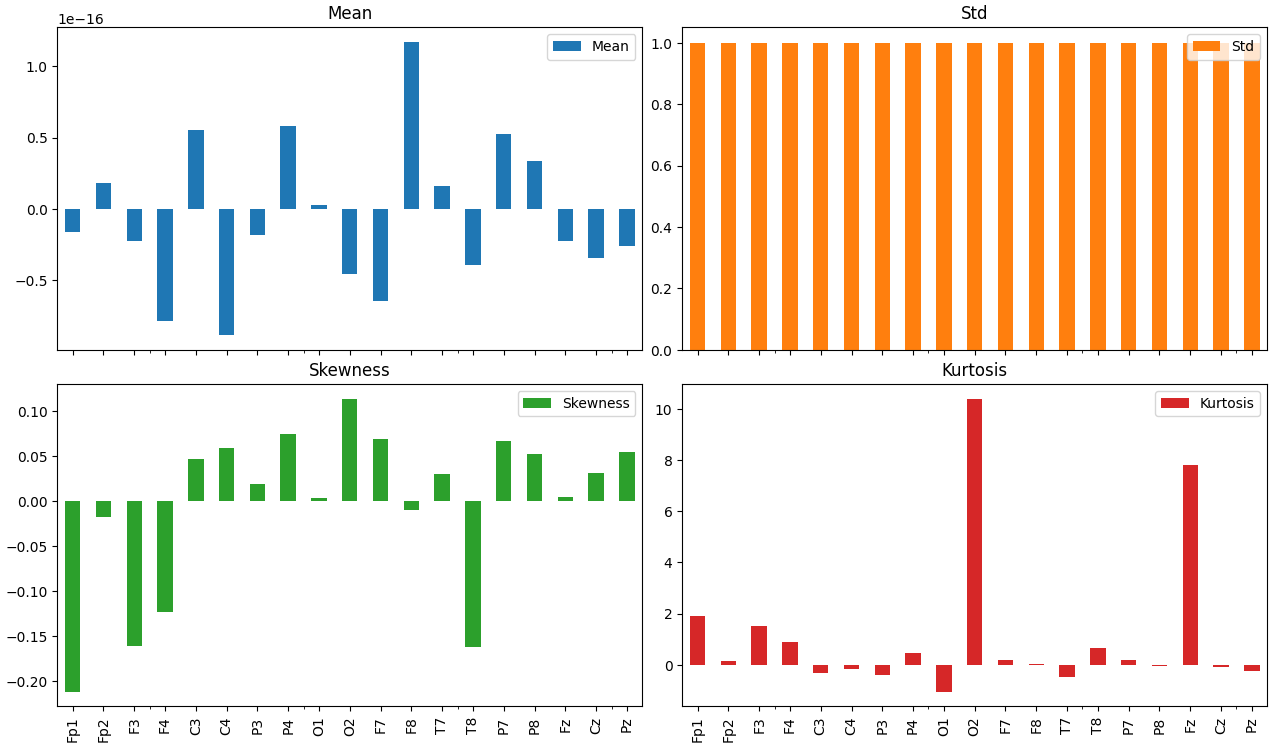 Mean
1e−16
Mean
1.0
0.5
0.0
−0.5
Std
Std
1.0
0.8
0.6
0.4
0.2
0.0
Skewness
Skewness
0.10
0.05
0.00
−0.05
−0.10
−0.15
−0.20
Fp1 Fp2 F3 F4 C3 C4 P3 P4 O1 O2 F7 F8 T7 T8 P7 P8 Fz Cz Pz
Kurtosis
Kurtosis
10
8
6
4
2
0
Fp1 Fp2 F3 F4 C3 C4 P3 P4 O1 O2 F7 F8 T7 T8 P7 P8 Fz Cz Pz